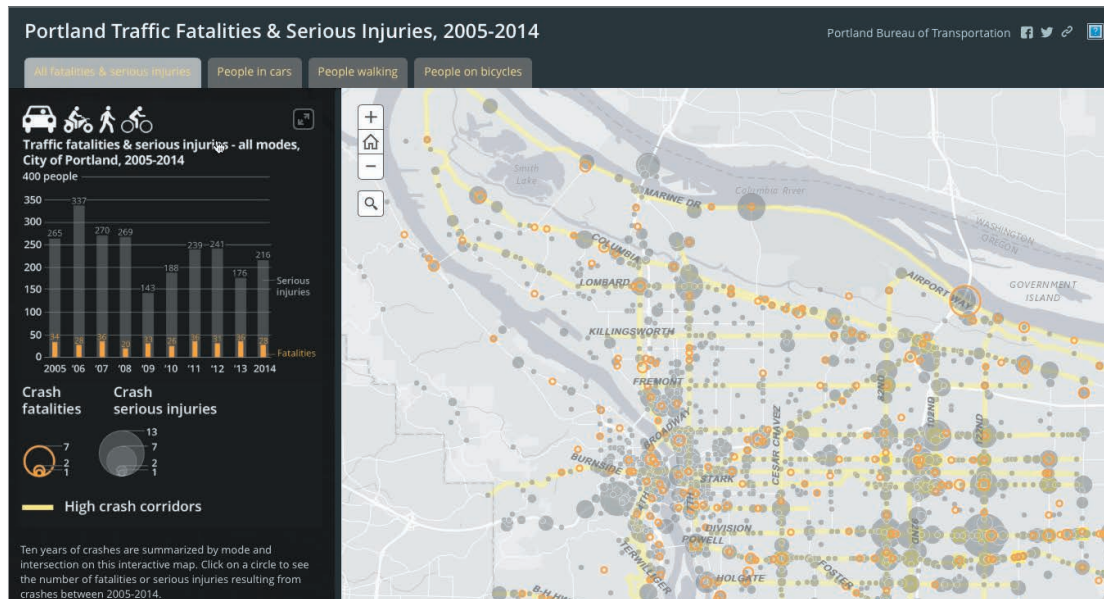 Portland Traffic Fatalities & Serious Injuries, 2005-2014
Portland Bureau of Transportation
All fatalities & serious injuries
People in cars
People walking
People on bicycles
Traffic fatalities & serious injuries - all modes,
City of Portland, 2005-2014
400 people
350
300
250
200
150
100
50
0
265
337
270
269
143
188
239
241
176
216
Serious
injuries
34
28
36
26
28
Fatalities
2005 '06 '07 '08 '09 '10 '11 '12 '13 2014
Crash
fatalities
Crash
serious injuries
7
2
1
13
7
2
1
High crash corridors
Ten years of crashes are summarized by mode and
intersection on this interactive map. Click on a circle to see
the number of fatalities or serious injuries resulting from
crashes between 2005-2014.
+
−
?
Smith
Lake
MARINE DR
Columbia River
WASHINGTON
OREGON
COLUMBIA
LOMBARD
AIRPORT WAY
GOVERNMENT
ISLAND
KILLINGSWORTH
FREMONT
BROADWAY
CESAR CHAVEZ
82ND
102ND
122ND
BURNSIDE
STARK
DIVISION
POWELL
FOSTER
HOLGATE
TERWILLIGER
B-H HW